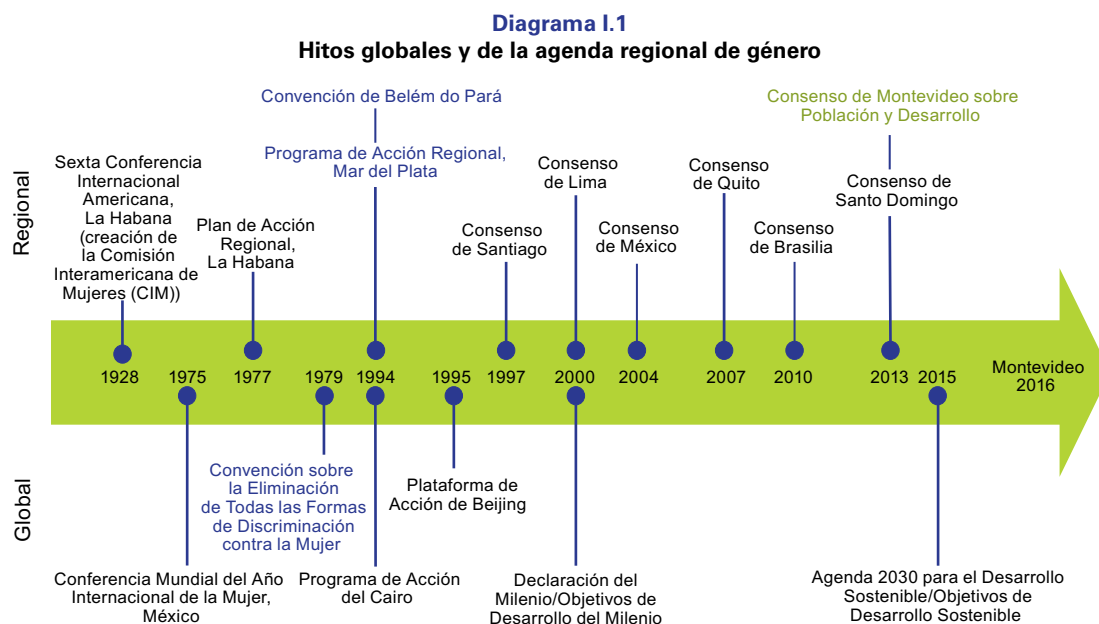 Diagrama I.1
Hitos globales y de la agenda regional de género
Regional
Sexta Conferencia
Internacional
Americana,
La Habana
(creación de
la Comisión
Interamericana de
Mujeres (CIM))
Plan de Acción
Regional,
La Habana
Convención de Belém do Pará
Programa de Acción Regional,
Mar del Plata
Consenso
de Santiago
Consenso
de Lima
Consenso
de México
Consenso
de Quito
Consenso
de Brasilia
Consenso de Montevideo sobre
Población y Desarrollo
Consenso de
Santo Domingo
1928
1975
1977
1979
1994
1995
1997
2000
2004
2007
2010
2013
2015
Montevideo
2016
Global
Conferencia Mundial del Año
Internacional de la Mujer,
México
Convención sobre
la Eliminación
de Todas las Formas
de Discriminación
contra la Mujer
Programa de Acción
del Cairo
Plataforma de
Acción de Beijing
Declaración del
Milenio/Objetivos de
Desarrollo del Milenio
Agenda 2030 para el Desarrollo
Sostenible/Objetivos de
Desarrollo Sostenible